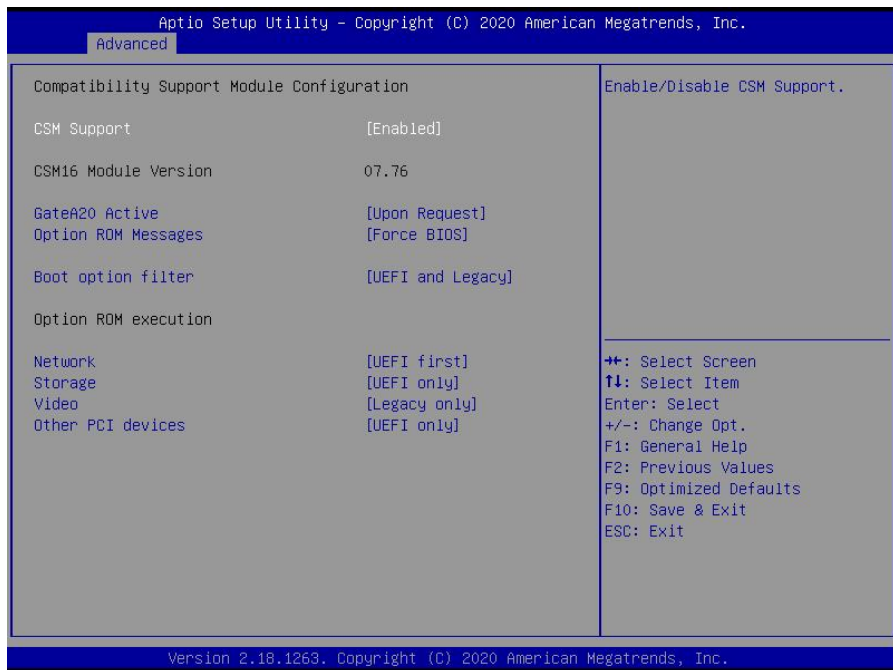 Aptio Setup Utility – Copyright (C) 2020 American Megatrends, Inc.
Advanced
Compatibility Support Module Configuration
CSM Support [Enabled]
CSM16 Module Version 07.76
GateA20 Active [Upon Request]
Option ROM Messages [Force BIOS]
Boot option filter [UEFI and Legacy]
Option ROM execution
Network [UEFI first]
Storage [UEFI only]
Video [Legacy only]
Other PCI devices [UEFI only]
Enable/Disable CSM Support.
→←: Select Screen
↑↓: Select Item
Enter: Select
+/-: Change Opt.
F1: General Help
F2: Previous Values
F9: Optimized Defaults
F10: Save & Exit
ESC: Exit
Version 2.18.1263. Copyright (C) 2020 American Megatrends, Inc.